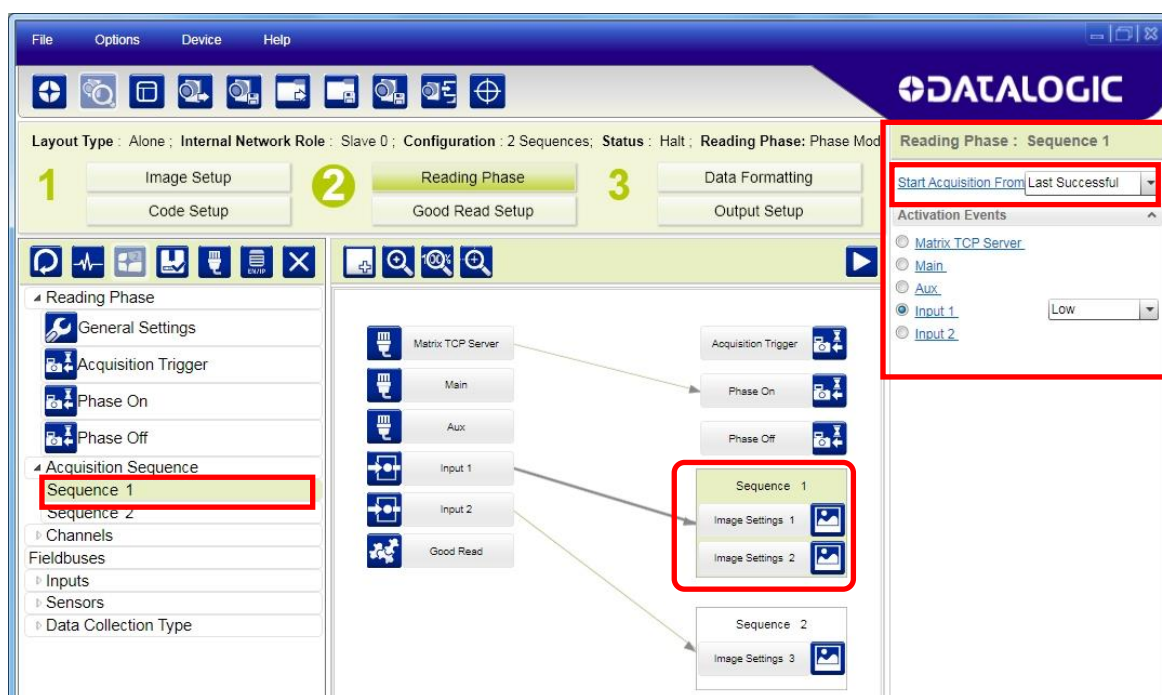 File Options Device Help
DATALOGIC
Layout Type : Alone ; Internal Network Role : Slave 0 ; Configuration : 2 Sequences; Status : Halt ; Reading Phase: Phase Mod
1 Image Setup
Code Setup
2 Reading Phase
Good Read Setup
3 Data Formatting
Output Setup
Reading Phase : Sequence 1
Start Acquisition From Last Successful
Activation Events
Matrix TCP Server
Main
Aux
Input 1 Low
Input 2
100%
EN/IP
Reading Phase
General Settings
Acquisition Trigger
Phase On
Phase Off
Acquisition Sequence
Sequence 1
Sequence 2
Channels
Fieldbuses
Inputs
Sensors
Data Collection Type
Matrix TCP Server
Main
Aux
Input 1
Input 2
Good Read
Acquisition Trigger
Phase On
Phase Off
Sequence 1
Image Settings 1
Image Settings 2
Sequence 2
Image Settings 3